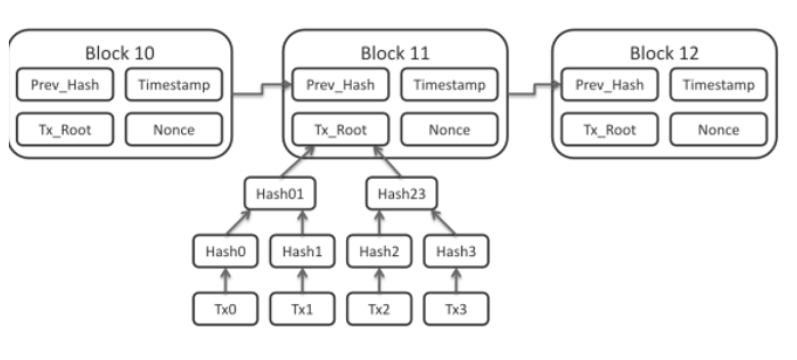 Block 10
Block 11
Block 12
Prev_Hash Timestamp
Prev_Hash Timestamp
Prev_Hash Timestamp
Tx_Root Nonce
Tx_Root Nonce
Tx_Root Nonce
Hash01 Hash23
Hash0 Hash1 Hash2 Hash3
Tx0 Tx1 Tx2 Tx3